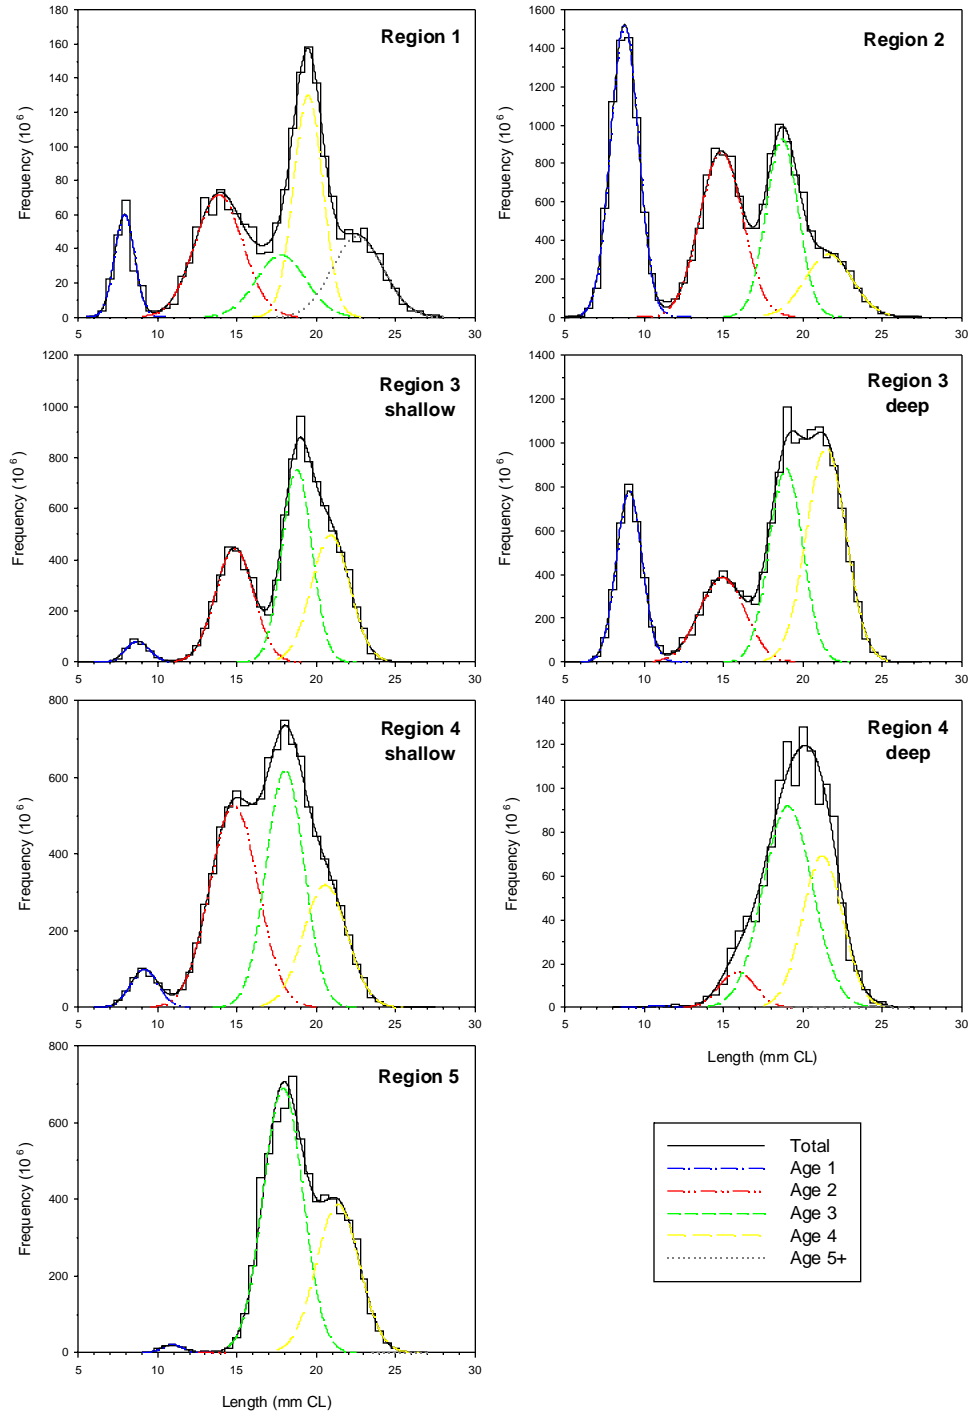 Region 1
Frequency (10⁶)
180
160
140
120
100
80
60
40
20
0
5 10 15 20 25 30
Region 2
Frequency (10⁶)
1600
1400
1200
1000
800
600
400
200
0
5 10 15 20 25 30
Region 3
shallow
Frequency (10⁶)
1200
1000
800
600
400
200
0
5 10 15 20 25 30
Region 3
deep
Frequency (10⁶)
1400
1200
1000
800
600
400
200
0
5 10 15 20 25 30
Region 4
shallow
Frequency (10⁶)
800
600
400
200
0
5 10 15 20 25 30
Region 4
deep
Frequency (10⁶)
140
120
100
80
60
40
20
0
5 10 15 20 25 30
Length (mm CL)
Region 5
Frequency (10⁶)
800
600
400
200
0
5 10 15 20 25 30
Length (mm CL)
Total
Age 1
Age 2
Age 3
Age 4
Age 5+